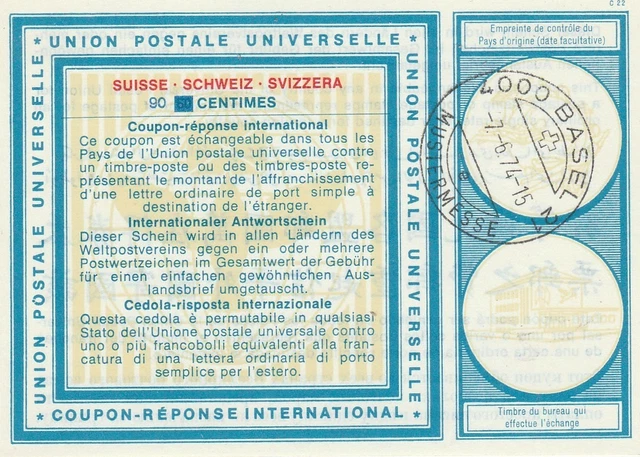 C 22
* UNION POSTALE UNIVERSELLE *
UNION POSTALE UNIVERSELLE
UNION POSTALE UNIVERSELLE
SUISSE · SCHWEIZ · SVIZZERA
90 CENTIMES
Coupon-réponse international
Ce coupon est échangeable dans tous les
Pays de l'Union postale universelle contre
un timbre-poste ou des timbres-poste re-
présentant le montant de l'affranchissement
d'une lettre ordinaire de port simple à
destination de l'étranger.
Internationaler Antwortschein
Dieser Schein wird in allen Ländern des
Weltpostvereins gegen ein oder mehrere
Postwertzeichen im Gesamtwert der Gebühr
für einen einfachen gewöhnlichen Aus-
landsbrief umgetauscht.
Cedola-risposta internazionale
Questa cedola è permutabile in qualsiasi
Stato dell'Unione postale universale contro
uno o più francobolli equivalenti alla fran-
catura di una lettera ordinaria di porto
semplice per l'estero.
* COUPON-RÉPONSE INTERNATIONAL *
Empreinte de contrôle du
Pays d'origine (date facultative)
4000 BASEL 2
-7.-6.74-15
MUSTERMESSE
Timbre du bureau qui
effectue l'échange